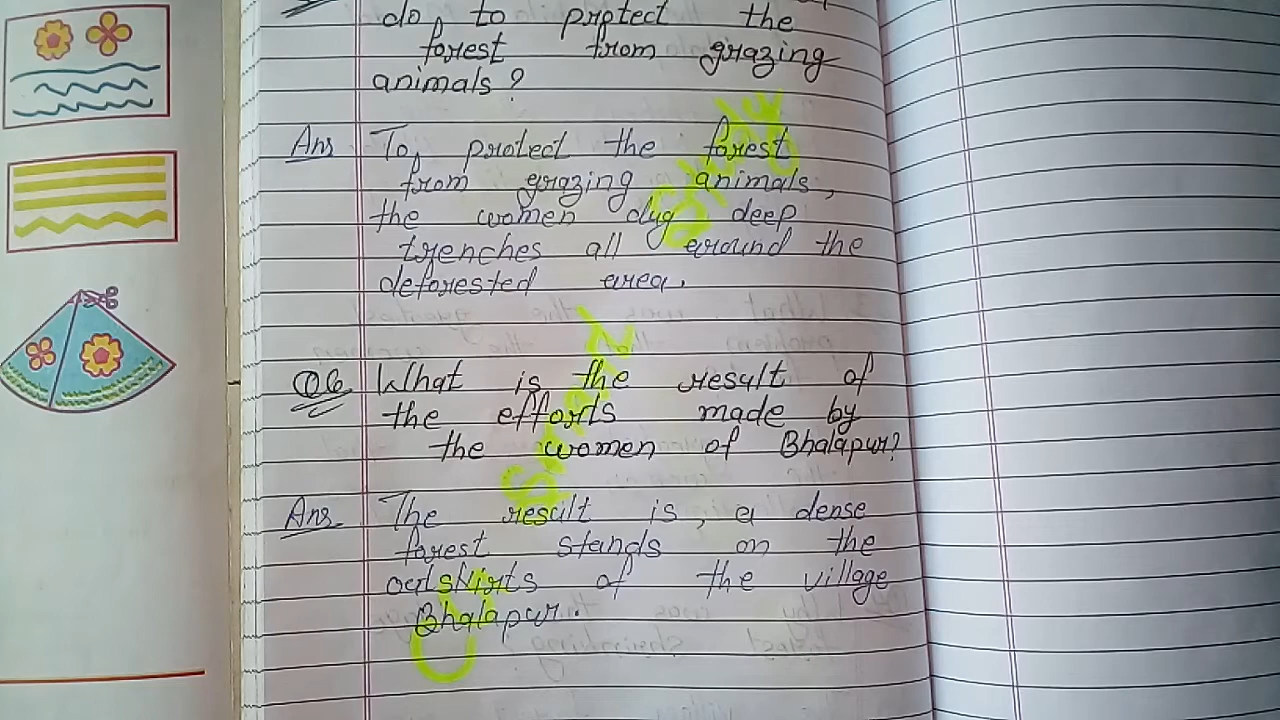 do, to protect the
forest from grazing
animals?
Ans To, protect the forest
from grazing animals,
the women dug deep
trenches all around the
deforested area.
Q6 What is the result of
the efforts made by
the women of Bhalapur?
Ans The result is, a dense
forest stands on the
outskirts of the village
Bhalapur.